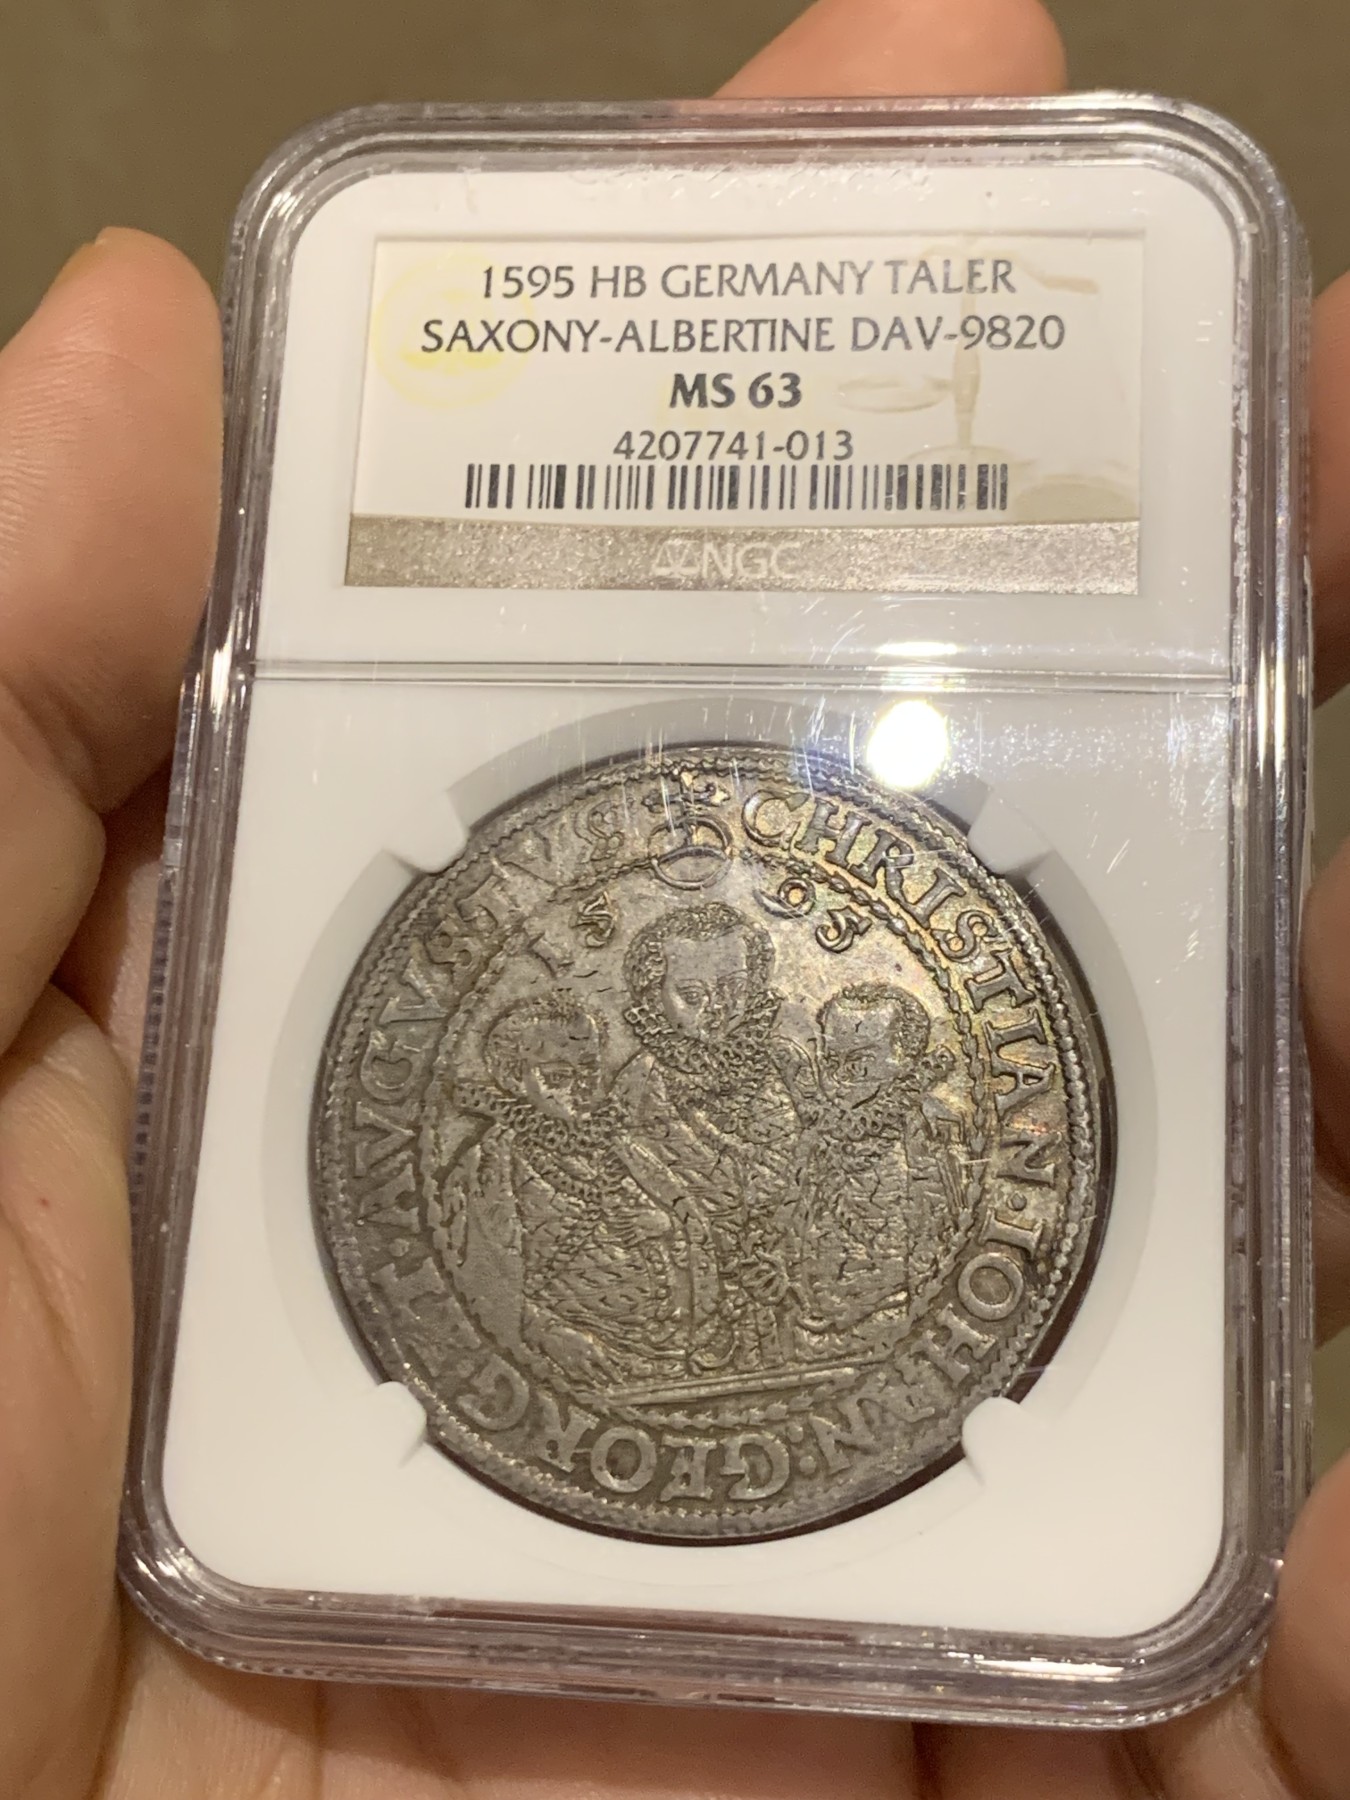 1595 HB GERMANY TALER
SAXONY-ALBERTINE DAV-9820
MS 63
4207741-013
NGC
CHRISTIAN · IOHAN : GEORG ET · AVGVSTVS
15 95